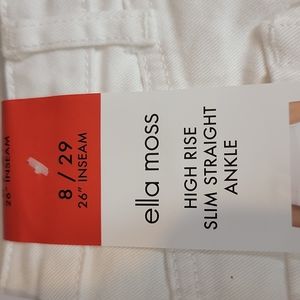 26" INSEAM
8 / 29
26" INSEAM
ella moss
HIGH RISE
SLIM STRAIGHT
ANKLE